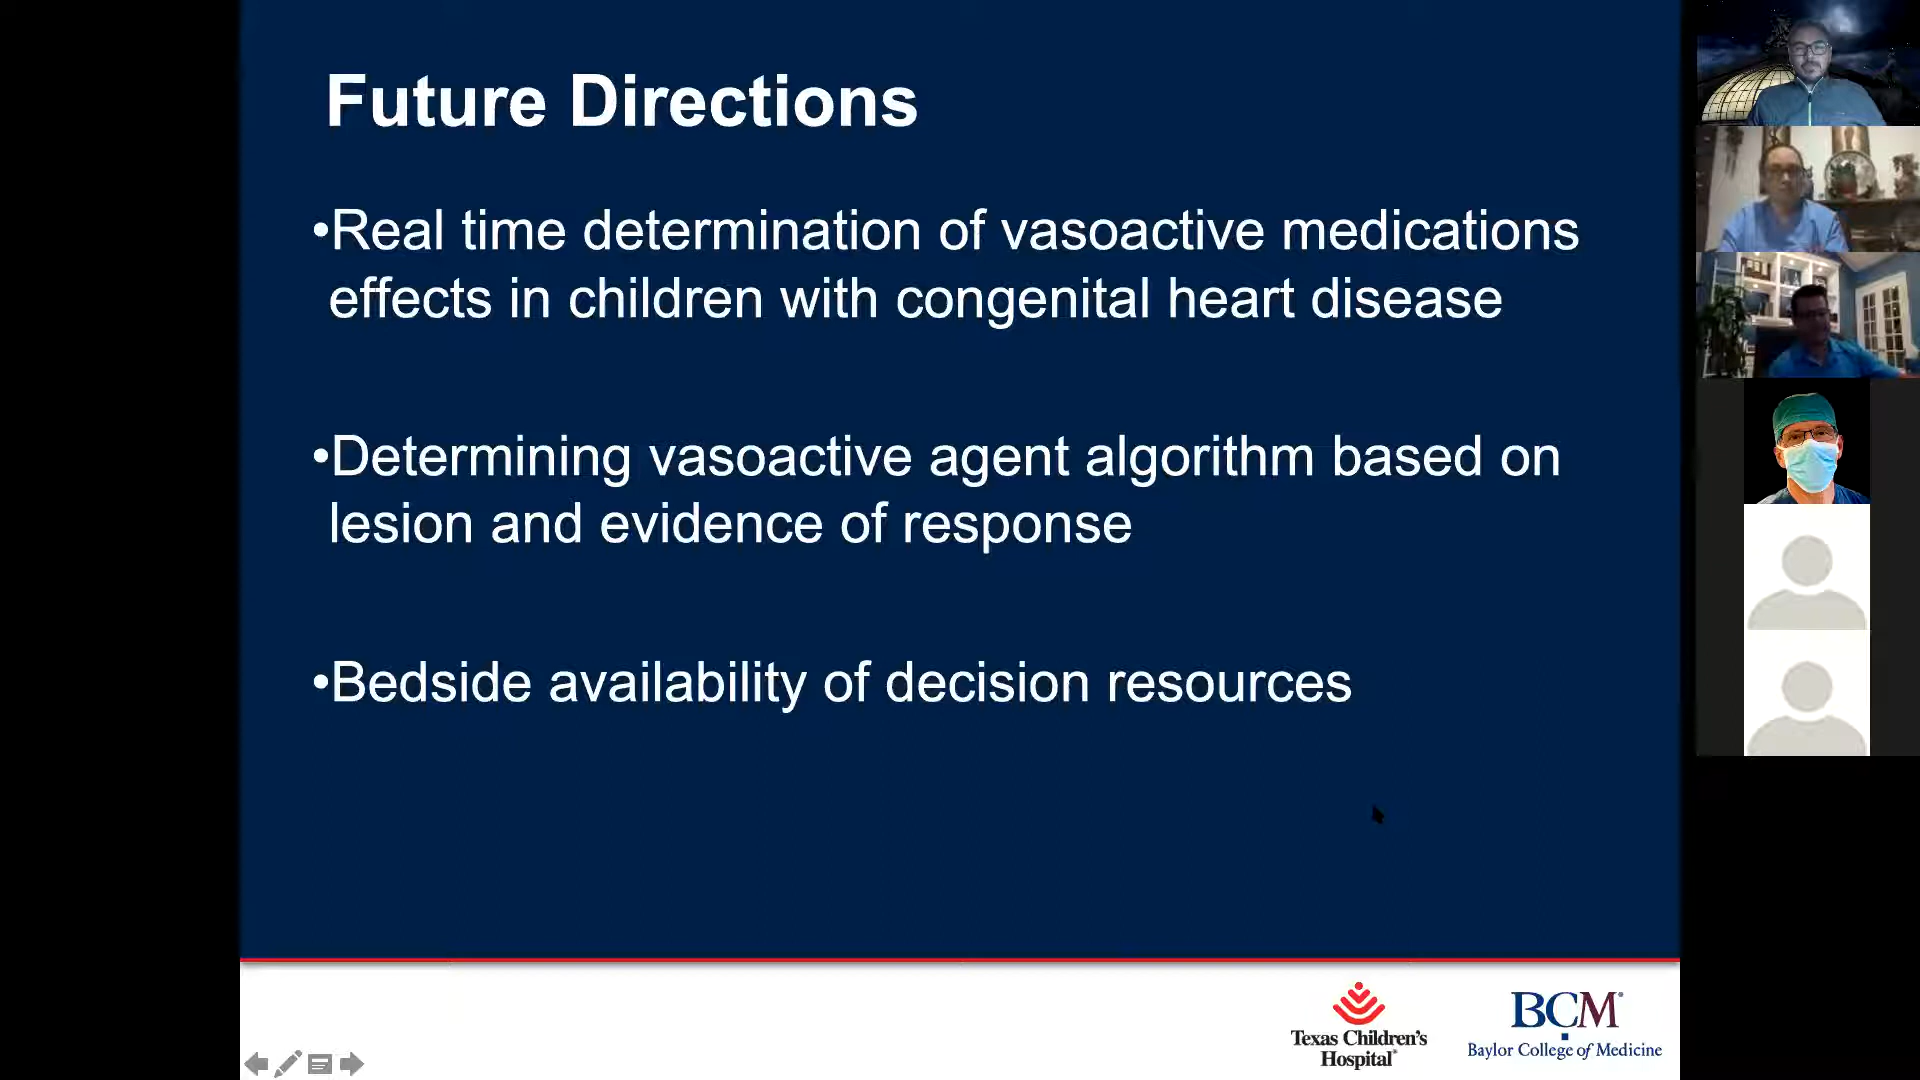 Future Directions
•Real time determination of vasoactive medications
effects in children with congenital heart disease
•Determining vasoactive agent algorithm based on
lesion and evidence of response
•Bedside availability of decision resources
Texas Children's
Hospital®
BCM®
Baylor College of Medicine